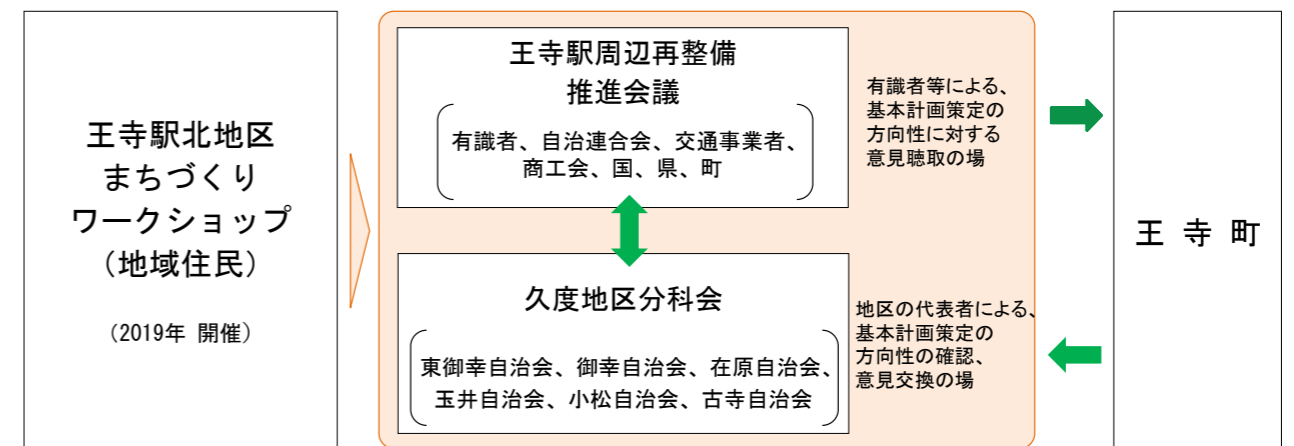 王寺駅北地区
まちづくり
ワークショップ
（地域住民）
（2019年 開催）
王寺駅周辺再整備
推進会議
有識者、自治連合会、交通事業者、
商工会、国、県、町
有識者等による、
基本計画策定の
方向性に対する
意見聴取の場
久度地区分科会
東御幸自治会、御幸自治会、在原自治会、
玉井自治会、小松自治会、古寺自治会
地区の代表者による、
基本計画策定の
方向性の確認、
意見交換の場
王 寺 町